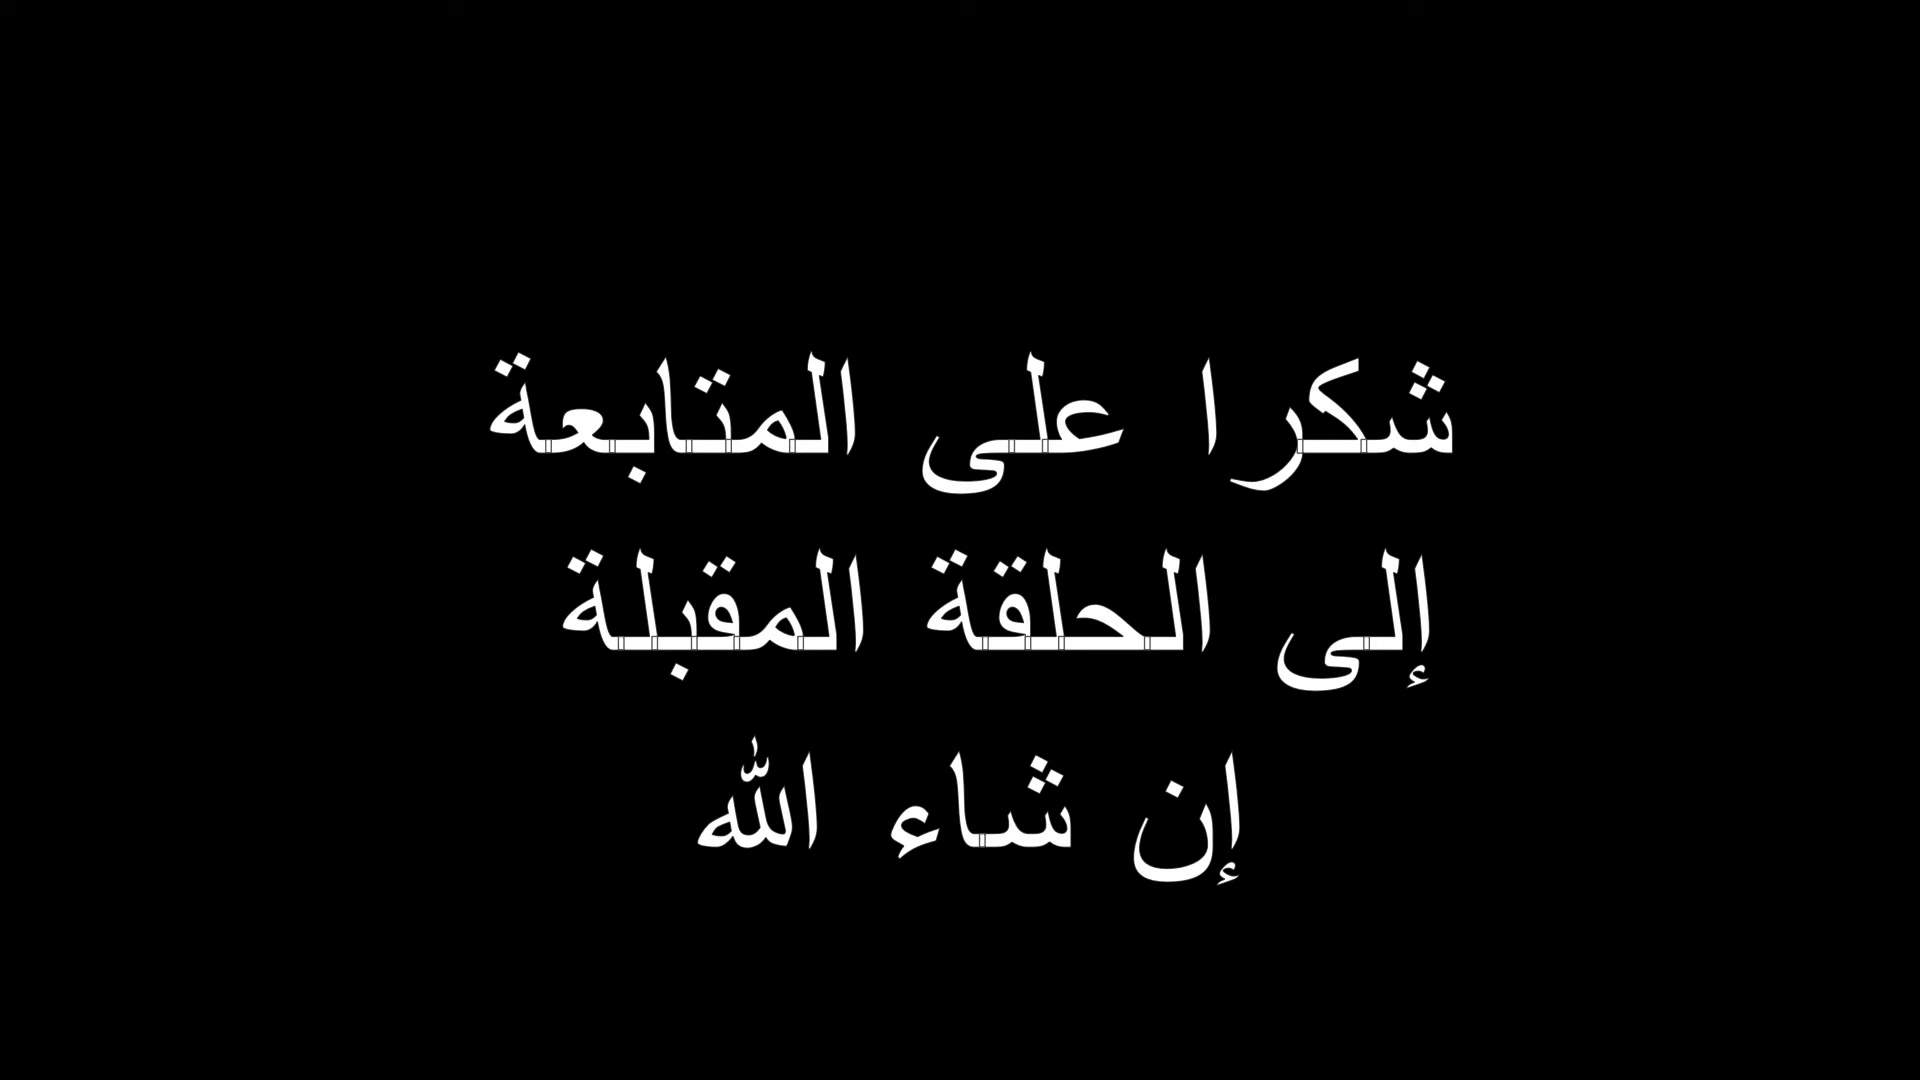 شكرا على المتابعة
إلى الحلقة المقبلة
إن شاء الله